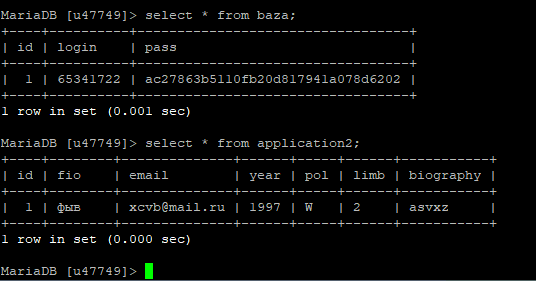 MariaDB [u47749]> select * from baza;
+----+----------+----------------------------------+
| id | login    | pass                             |
+----+----------+----------------------------------+
|  1 | 65341722 | ac27863b5110fb20d817941a078d6202 |
+----+----------+----------------------------------+
1 row in set (0.001 sec)

MariaDB [u47749]> select * from application2;
+----+------+--------------+------+-----+------+-----------+
| id | fio    | email        | year | pol | limb | biography |
+----+------+--------------+------+-----+------+-----------+
|  1 | фыв | xcvb@mail.ru | 1997 | W   | 2    | asvxz     |
+----+------+--------------+------+-----+------+-----------+
1 row in set (0.000 sec)

MariaDB [u47749]>